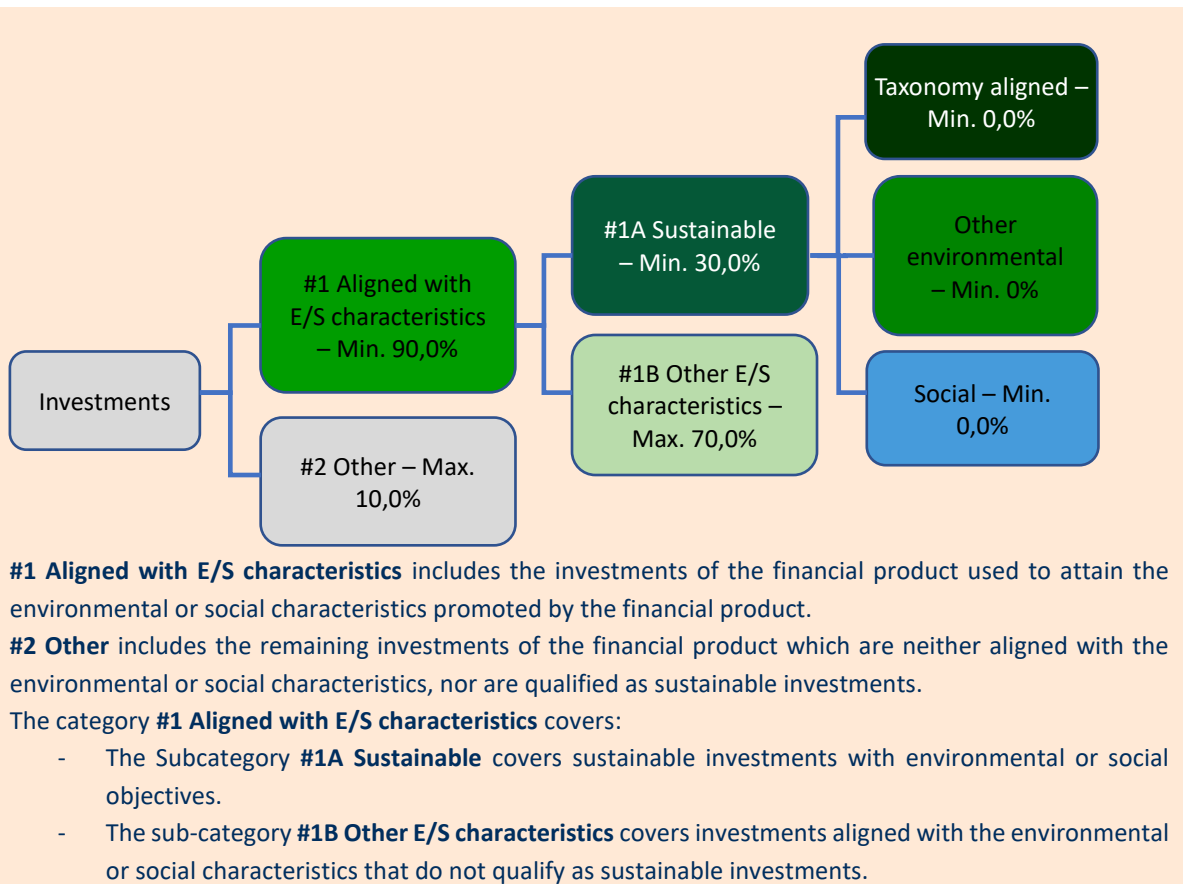 Taxonomy aligned –
Min. 0,0%
#1A Sustainable
– Min. 30,0%
Other
environmental
– Min. 0%
#1 Aligned with
E/S characteristics
– Min. 90,0%
Investments
#1B Other E/S
characteristics –
Max. 70,0%
Social – Min.
0,0%
#2 Other – Max.
10,0%
#1 Aligned with E/S characteristics includes the investments of the financial product used to attain the
environmental or social characteristics promoted by the financial product.
#2 Other includes the remaining investments of the financial product which are neither aligned with the
environmental or social characteristics, nor are qualified as sustainable investments.
The category #1 Aligned with E/S characteristics covers:
- The Subcategory #1A Sustainable covers sustainable investments with environmental or social
objectives.
- The sub-category #1B Other E/S characteristics covers investments aligned with the environmental
or social characteristics that do not qualify as sustainable investments.